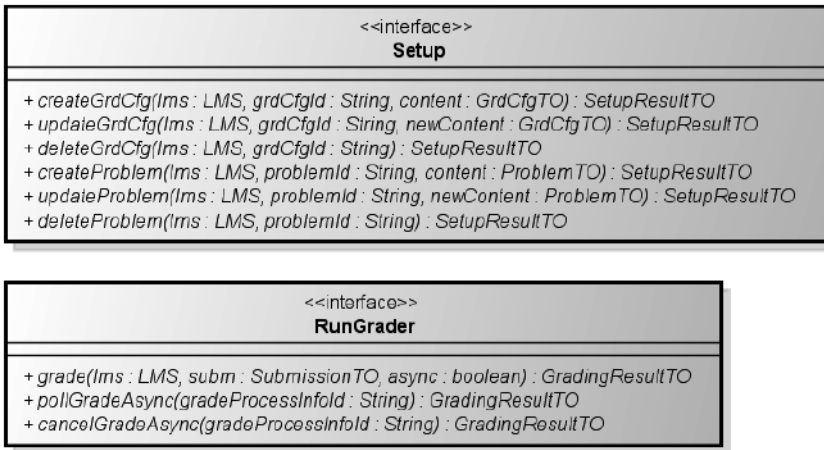 <<interface>>
Setup
+ createGrdCfg(lms : LMS, grdCfgId : String, content : GrdCfgTO) : SetupResultTO
+ updateGrdCfg(lms : LMS, grdCfgId : String, newContent : GrdCfgTO) : SetupResultTO
+ deleteGrdCfg(lms : LMS, grdCfgId : String) : SetupResultTO
+ createProblem(lms : LMS, problemId : String, content : ProblemTO) : SetupResultTO
+ updateProblem(lms : LMS, problemId : String, newContent : ProblemTO) : SetupResultTO
+ deleteProblem(lms : LMS, problemId : String) : SetupResultTO
<<interface>>
RunGrader
+ grade(lms : LMS, subm : SubmissionTO, async : boolean) : GradingResultTO
+ pollGradeAsync(gradeProcessInfoId : String) : GradingResultTO
+ cancelGradeAsync(gradeProcessInfoId : String) : GradingResultTO